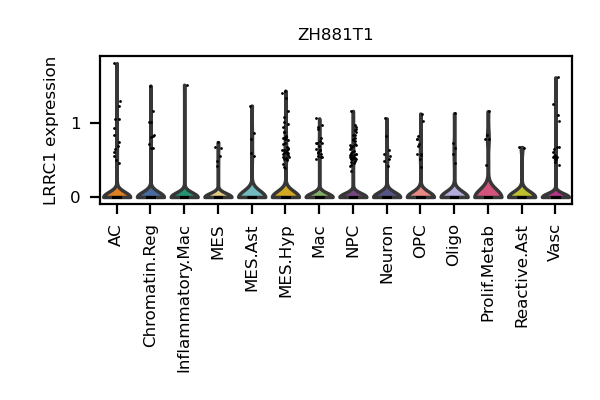 ZH881T1
LRRC1 expression
1
0
AC
Chromatin.Reg
Inflammatory.Mac
MES
MES.Ast
MES.Hyp
Mac
NPC
Neuron
OPC
Oligo
Prolif.Metab
Reactive.Ast
Vasc